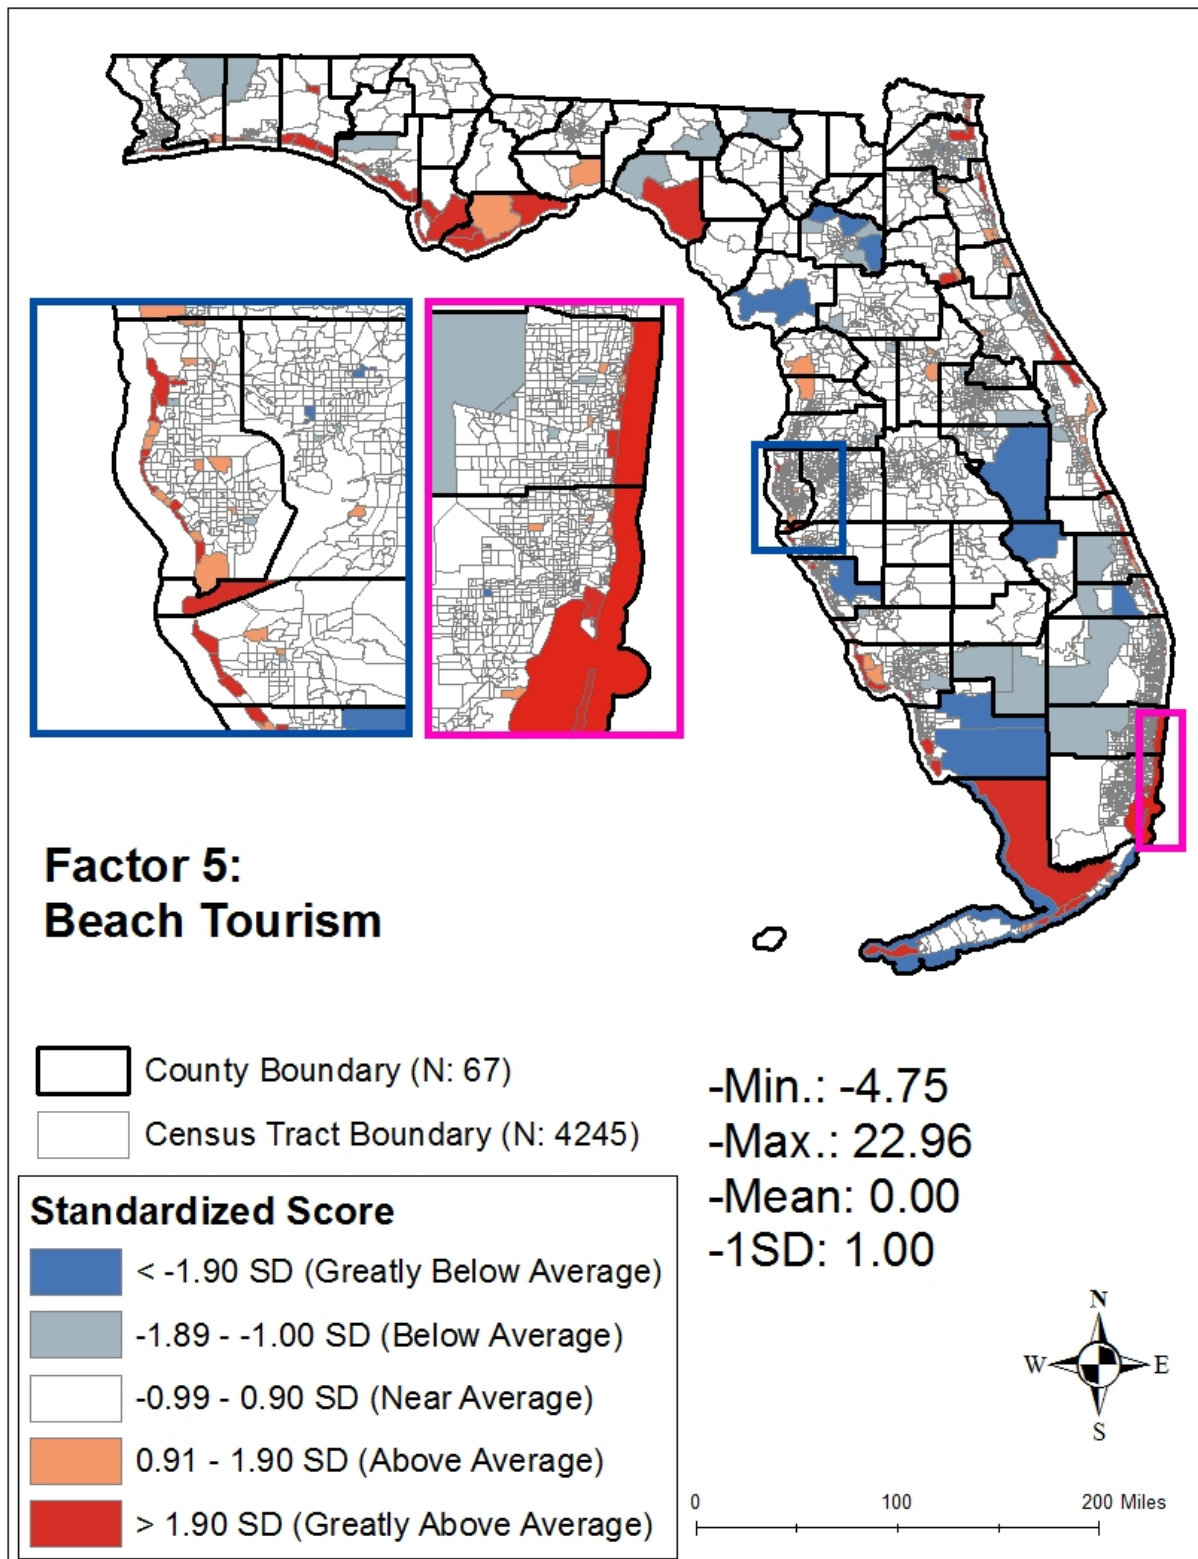 Factor 5:
Beach Tourism
County Boundary (N: 67)
Census Tract Boundary (N: 4245)
-Min.: -4.75
-Max.: 22.96
-Mean: 0.00
-1SD: 1.00
Standardized Score
< -1.90 SD (Greatly Below Average)
-1.89 - -1.00 SD (Below Average)
-0.99 - 0.90 SD (Near Average)
0.91 - 1.90 SD (Above Average)
> 1.90 SD (Greatly Above Average)
N
W E
S
0 100 200 Miles